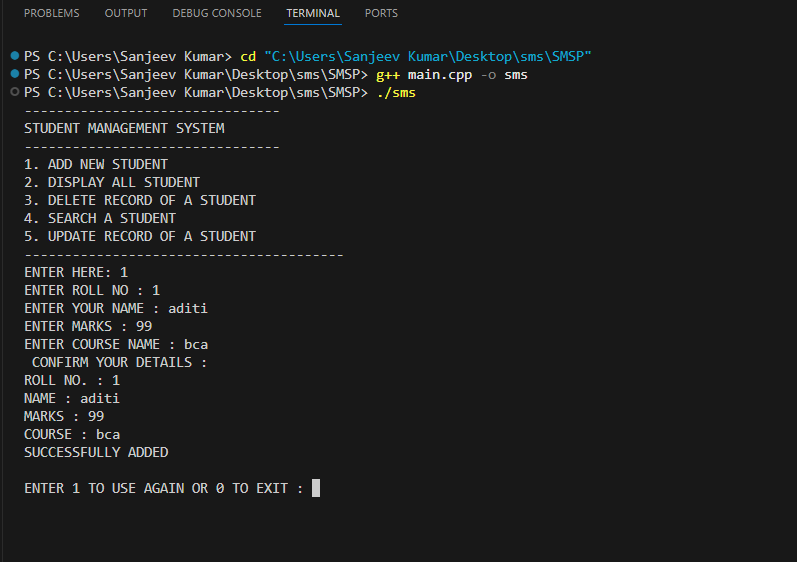 PROBLEMS OUTPUT DEBUG CONSOLE TERMINAL PORTS
PS C:\Users\Sanjeev Kumar> cd "C:\Users\Sanjeev Kumar\Desktop\sms\SMSP"
PS C:\Users\Sanjeev Kumar\Desktop\sms\SMSP> g++ main.cpp -o sms
PS C:\Users\Sanjeev Kumar\Desktop\sms\SMSP> ./sms
--------------------------------
STUDENT MANAGEMENT SYSTEM
--------------------------------
1. ADD NEW STUDENT
2. DISPLAY ALL STUDENT
3. DELETE RECORD OF A STUDENT
4. SEARCH A STUDENT
5. UPDATE RECORD OF A STUDENT
----------------------------------------
ENTER HERE: 1
ENTER ROLL NO : 1
ENTER YOUR NAME : aditi
ENTER MARKS : 99
ENTER COURSE NAME : bca
 CONFIRM YOUR DETAILS :
ROLL NO. : 1
NAME : aditi
MARKS : 99
COURSE : bca
SUCCESSFULLY ADDED
ENTER 1 TO USE AGAIN OR 0 TO EXIT :